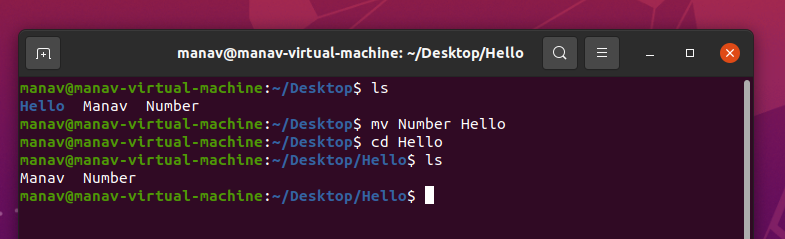 manav@manav-virtual-machine: ~/Desktop/Hello
manav@manav-virtual-machine:~/Desktop$ ls
Hello  Manav  Number
manav@manav-virtual-machine:~/Desktop$ mv Number Hello
manav@manav-virtual-machine:~/Desktop$ cd Hello
manav@manav-virtual-machine:~/Desktop/Hello$ ls
Manav  Number
manav@manav-virtual-machine:~/Desktop/Hello$